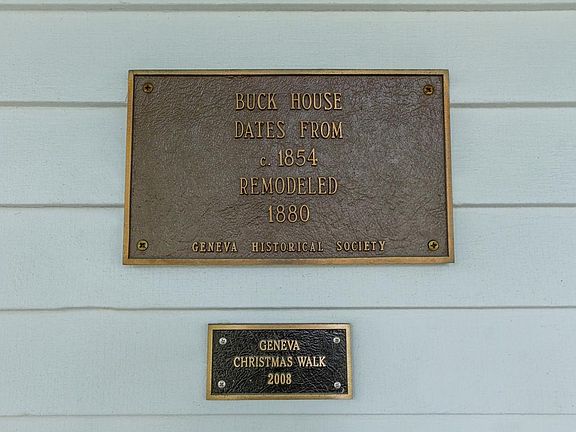 BUCK HOUSE
DATES FROM
c. 1854
REMODELED
1880
GENEVA HISTORICAL SOCIETY
GENEVA
CHRISTMAS WALK
2008